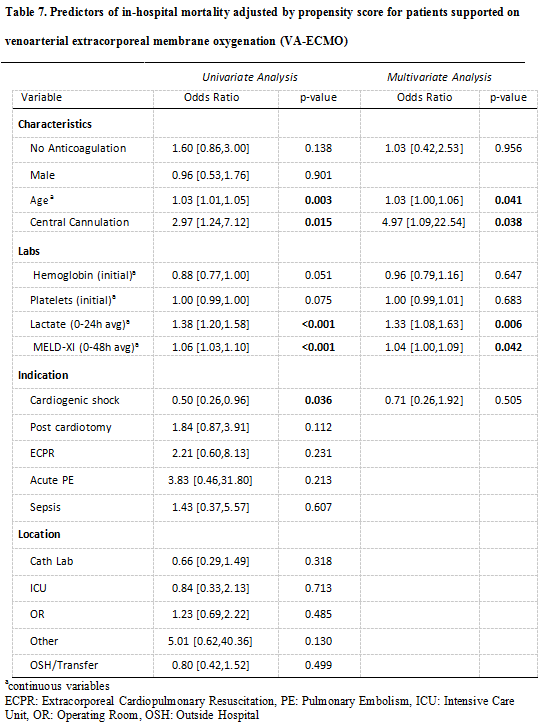 Table 7. Predictors of in-hospital mortality adjusted by propensity score for patients supported on
venoarterial extracorporeal membrane oxygenation (VA-ECMO)
Univariate Analysis Multivariate Analysis
Variable Odds Ratio p-value Odds Ratio p-value
Characteristics
No Anticoagulation 1.60 [0.86,3.00] 0.138 1.03 [0.42,2.53] 0.956
Male 0.96 [0.53,1.76] 0.901
Age a 1.03 [1.01,1.05] 0.003 1.03 [1.00,1.06] 0.041
Central Cannulation 2.97 [1.24,7.12] 0.015 4.97 [1.09,22.54] 0.038
Labs
Hemoglobin (initial)a 0.88 [0.77,1.00] 0.051 0.96 [0.79,1.16] 0.647
Platelets (initial)a 1.00 [0.99,1.00] 0.075 1.00 [0.99,1.01] 0.683
Lactate (0-24h avg)a 1.38 [1.20,1.58] <0.001 1.33 [1.08,1.63] 0.006
MELD-XI (0-48h avg)a 1.06 [1.03,1.10] <0.001 1.04 [1.00,1.09] 0.042
Indication
Cardiogenic shock 0.50 [0.26,0.96] 0.036 0.71 [0.26,1.92] 0.505
Post cardiotomy 1.84 [0.87,3.91] 0.112
ECPR 2.21 [0.60,8.13] 0.231
Acute PE 3.83 [0.46,31.80] 0.213
Sepsis 1.43 [0.37,5.57] 0.607
Location
Cath Lab 0.66 [0.29,1.49] 0.318
ICU 0.84 [0.33,2.13] 0.713
OR 1.23 [0.69,2.22] 0.485
Other 5.01 [0.62,40.36] 0.130
OSH/Transfer 0.80 [0.42,1.52] 0.499
acontinuous variables
ECPR: Extracorporeal Cardiopulmonary Resuscitation, PE: Pulmonary Embolism, ICU: Intensive Care
Unit, OR: Operating Room, OSH: Outside Hospital